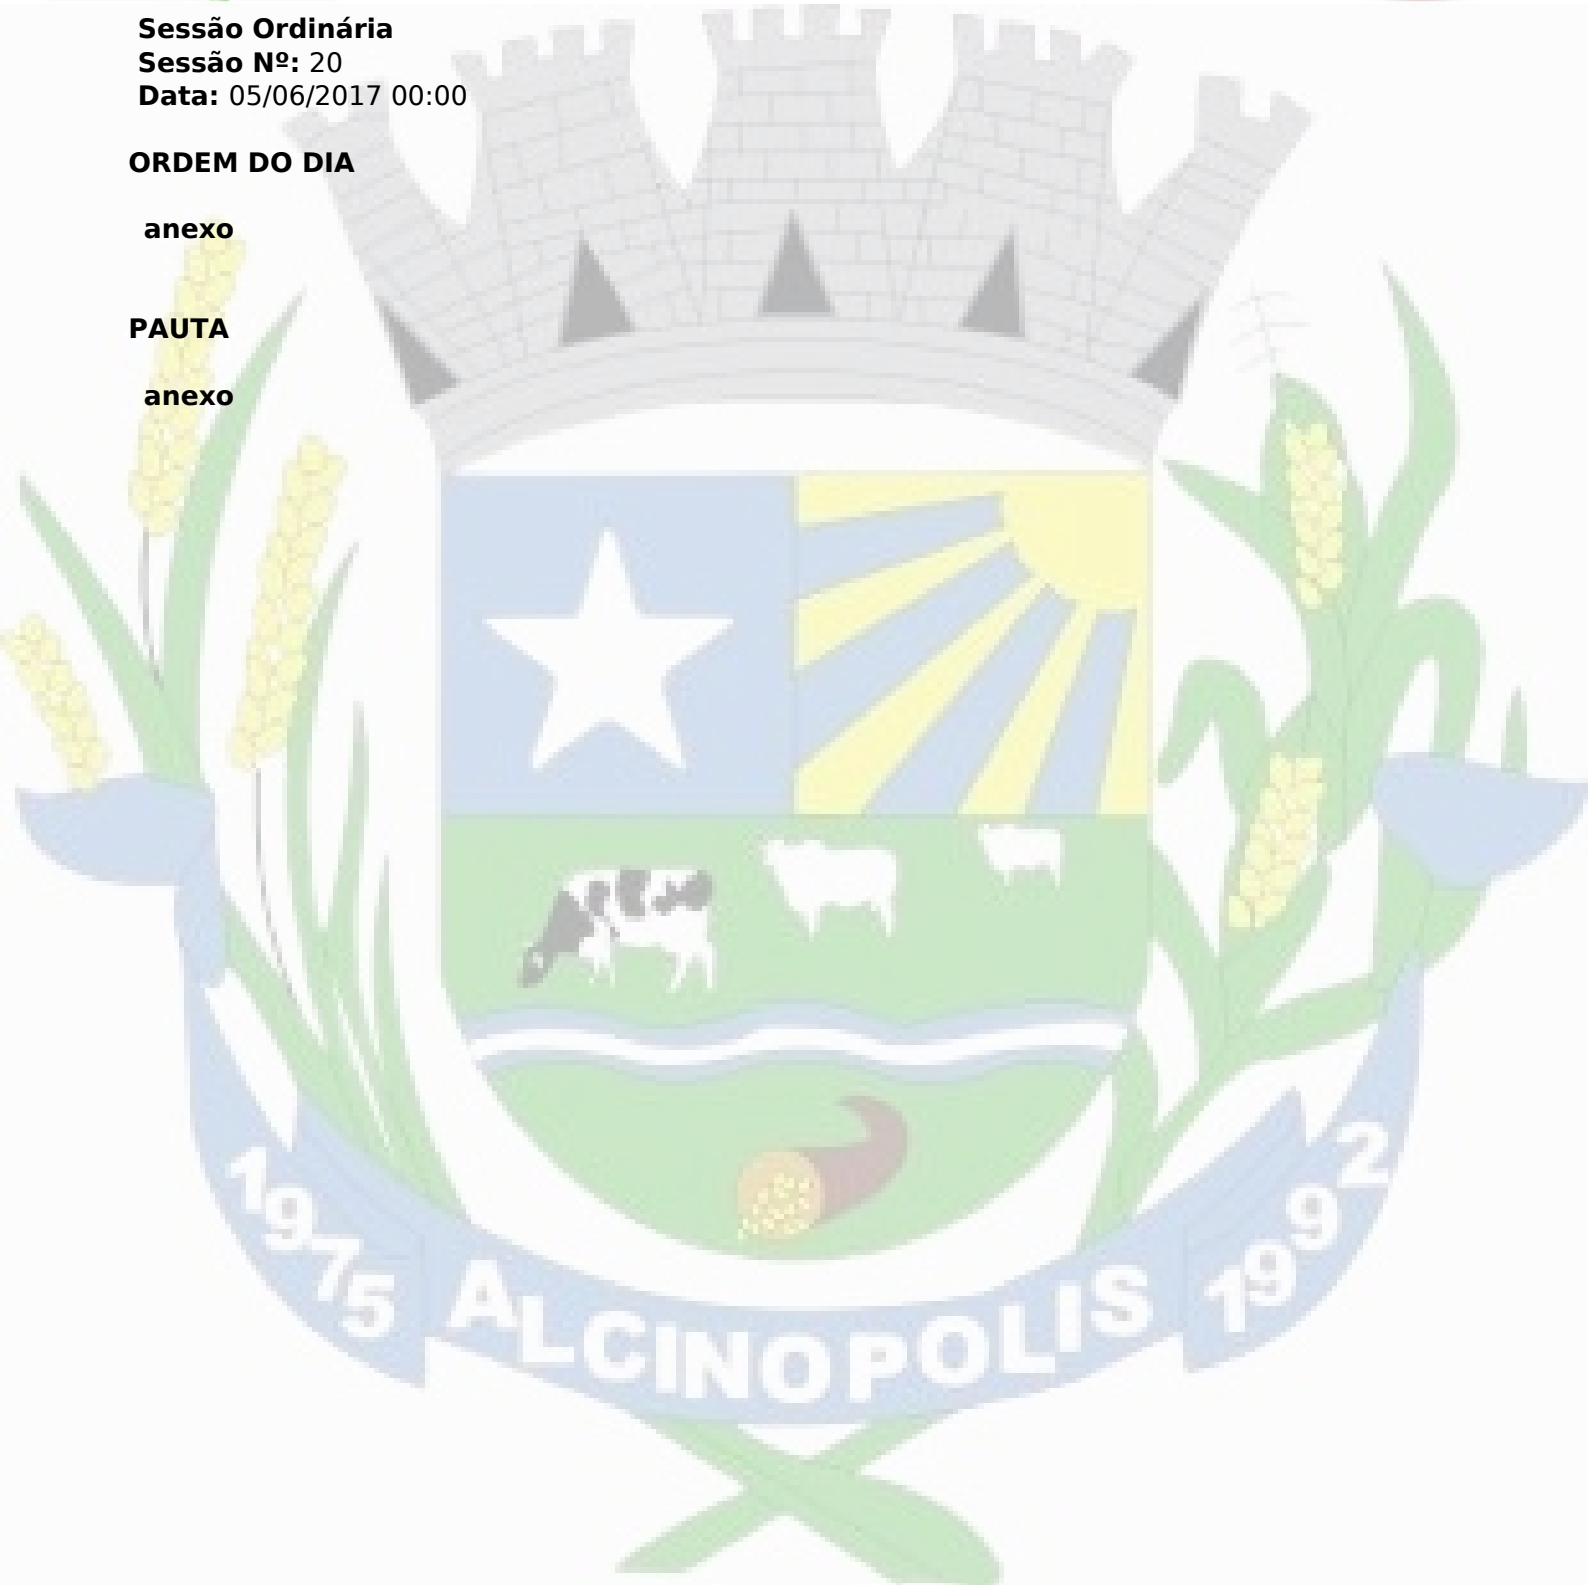 Sessão Ordinária
Sessão Nº: 20
Data: 05/06/2017 00:00
ORDEM DO DIA
anexo
PAUTA
anexo
1975 ALCINOPOLIS 1992